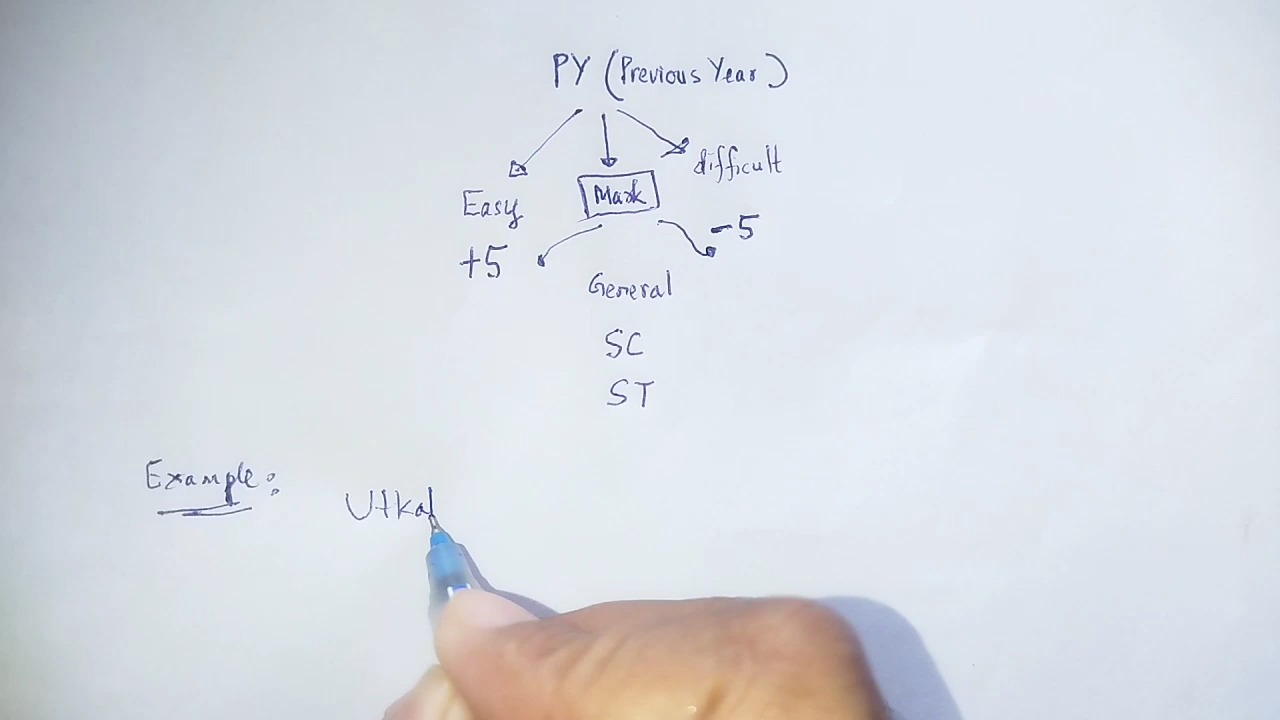 PY (Previous Year)
difficult
Easy
Mark
+5
-5
General
SC
ST
Example:
Utkal